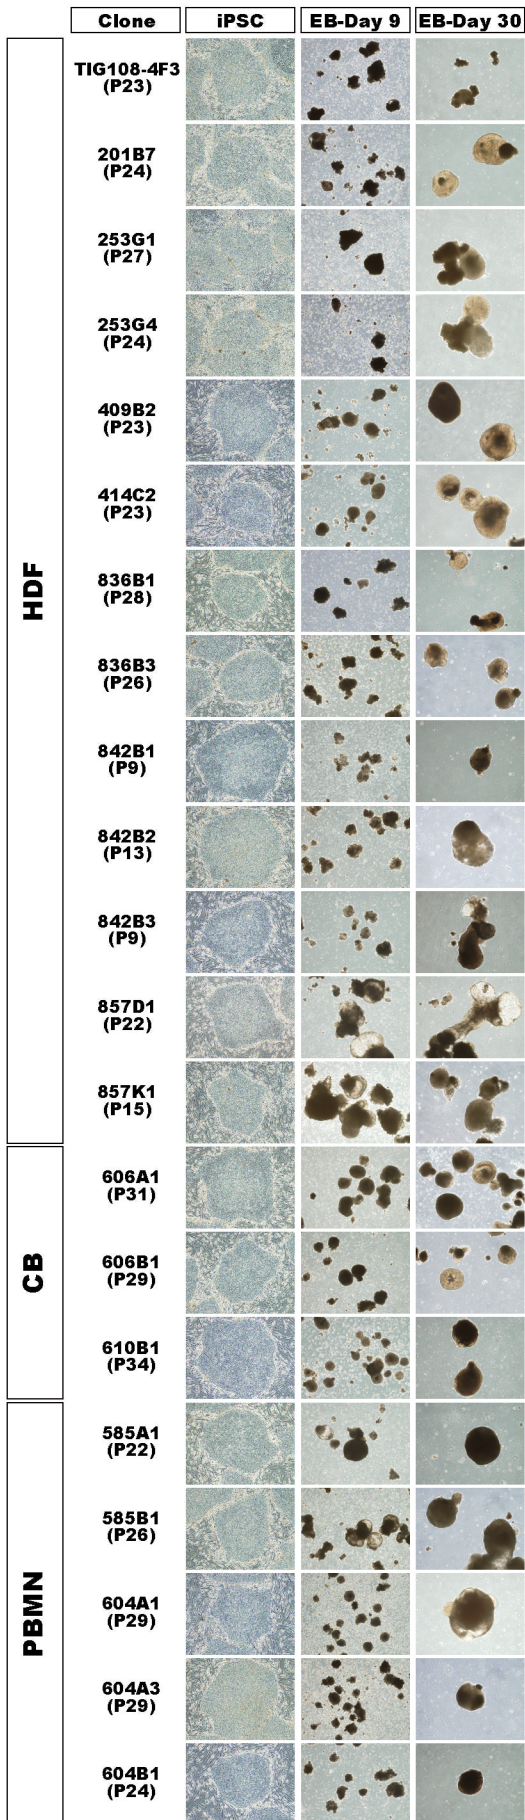 Clone iPSC EB-Day 9 EB-Day 30
HDF
TIG108-4F3
(P23)
201B7
(P24)
253G1
(P27)
253G4
(P24)
409B2
(P23)
414C2
(P23)
836B1
(P28)
836B3
(P26)
842B1
(P9)
842B2
(P13)
842B3
(P9)
857D1
(P22)
857K1
(P15)
CB
606A1
(P31)
606B1
(P29)
610B1
(P34)
PBMN
585A1
(P22)
585B1
(P26)
604A1
(P29)
604A3
(P29)
604B1
(P24)